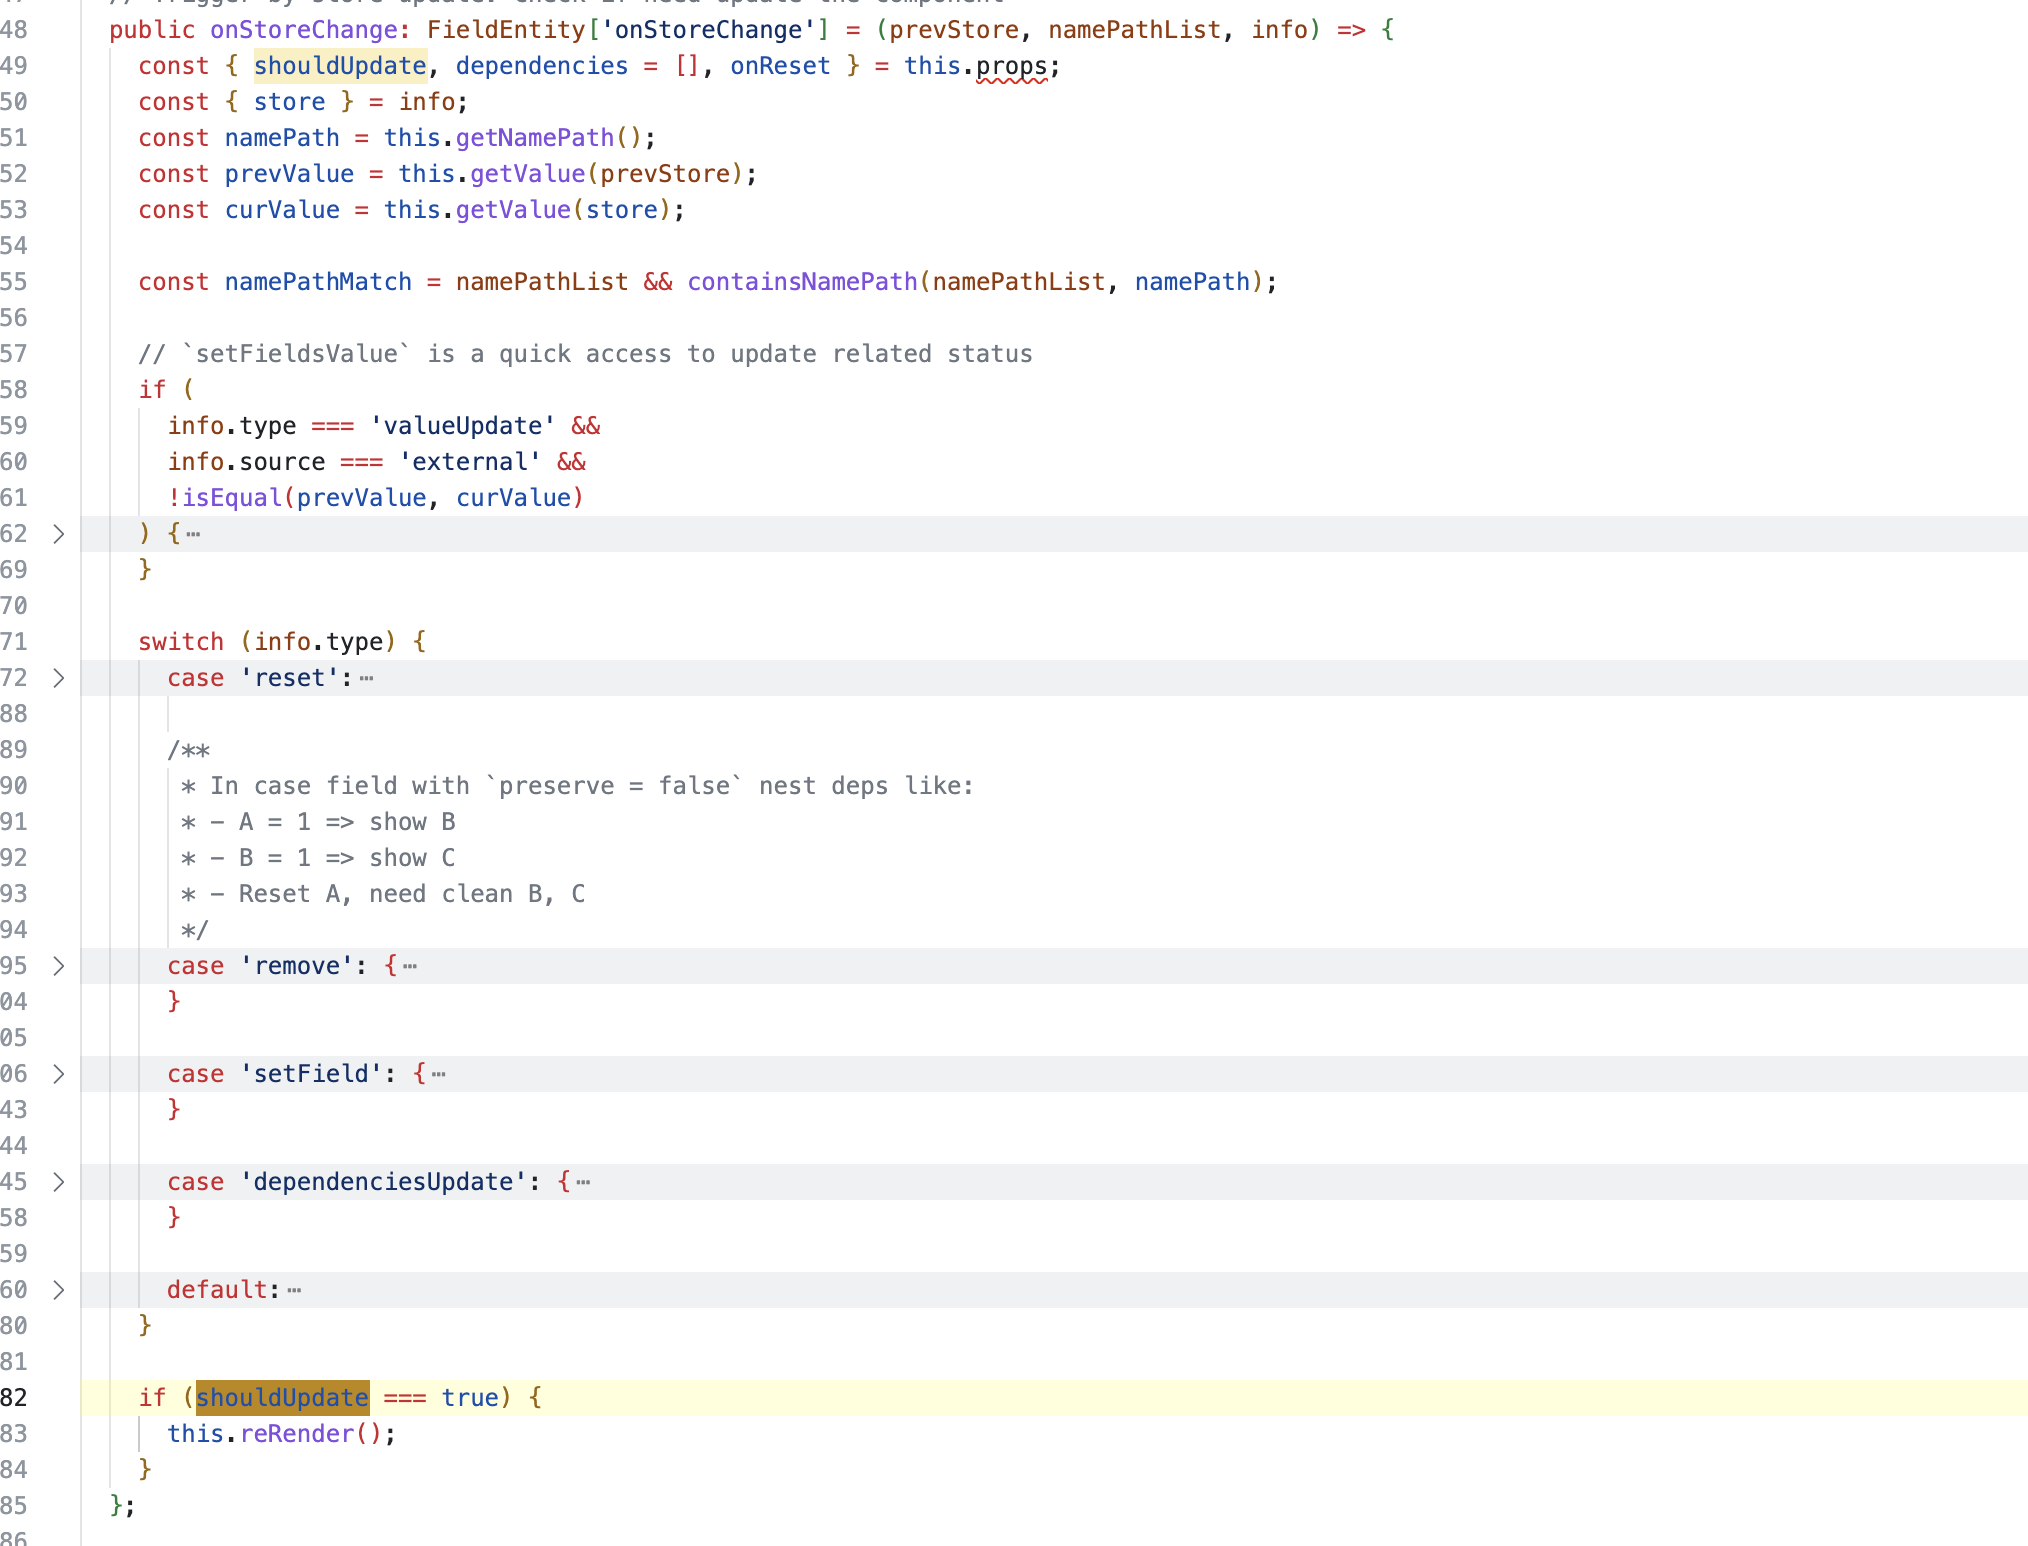 48 public onStoreChange: FieldEntity['onStoreChange'] = (prevStore, namePathList, info) => {
49 const { shouldUpdate, dependencies = [], onReset } = this.props;
50 const { store } = info;
51 const namePath = this.getNamePath();
52 const prevValue = this.getValue(prevStore);
53 const curValue = this.getValue(store);
54
55 const namePathMatch = namePathList && containsNamePath(namePathList, namePath);
56
57 // `setFieldsValue` is a quick access to update related status
58 if (
59 info.type === 'valueUpdate' &&
60 info.source === 'external' &&
61 !isEqual(prevValue, curValue)
62 ) {…
69 }
70
71 switch (info.type) {
72 case 'reset':…
88
89 /**
90 * In case field with `preserve = false` nest deps like:
91 * - A = 1 => show B
92 * - B = 1 => show C
93 * - Reset A, need clean B, C
94 */
95 case 'remove': {…
04 }
05
06 case 'setField': {…
43 }
44
45 case 'dependenciesUpdate': {…
58 }
59
60 default:…
80 }
81
82 if (shouldUpdate === true) {
83 this.reRender();
84 }
85 };
86